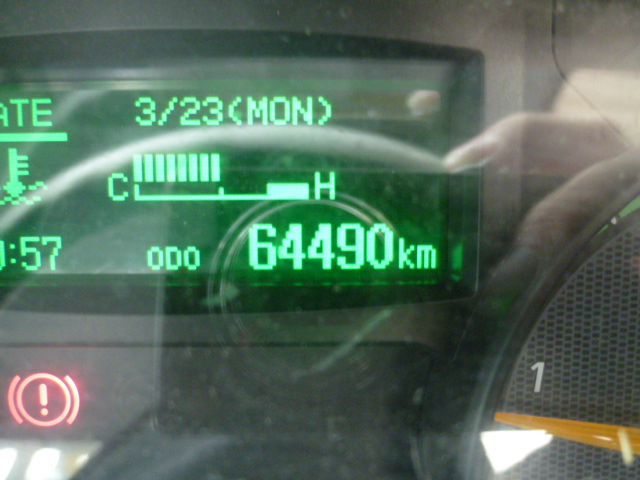 ATE 3/23(MON)
C H
:57 ODO 64490km
1